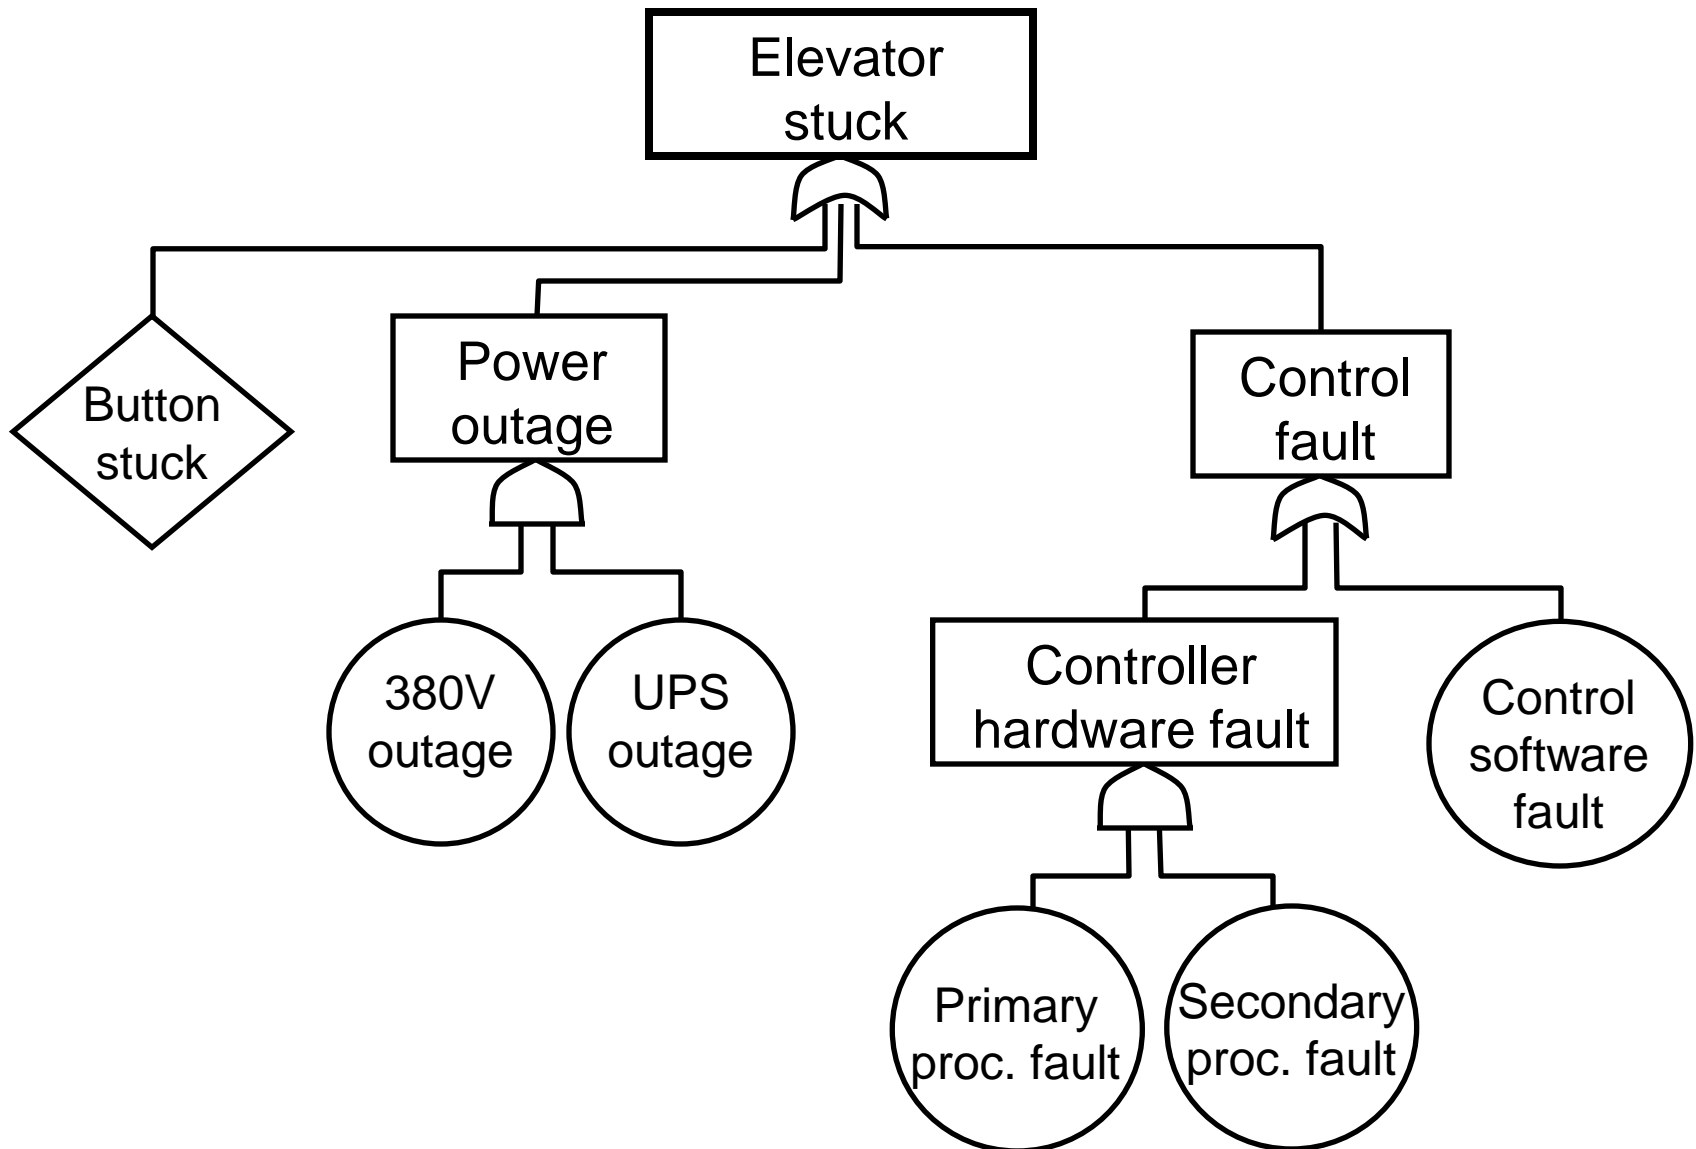 Elevator
stuck
Button
stuck
Power
outage
Control
fault
380V
outage
UPS
outage
Controller
hardware fault
Control
software
fault
Primary
proc. fault
Secondary
proc. fault